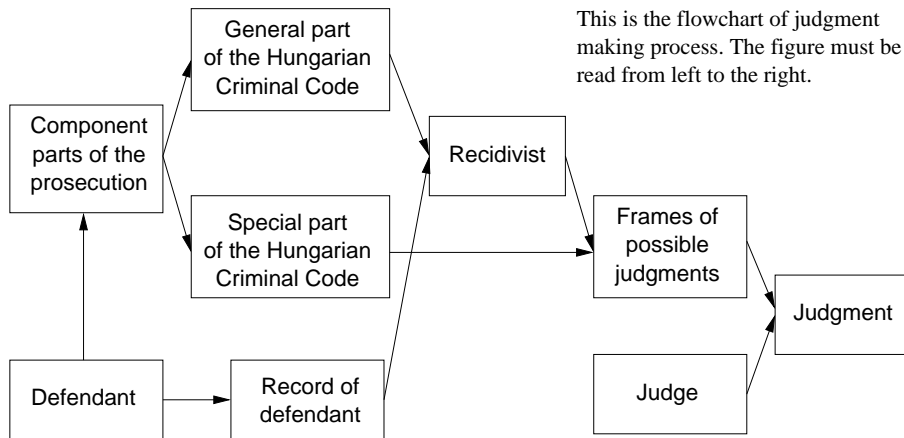 This is the flowchart of judgment
making process. The figure must be
read from left to the right.
General part
of the Hungarian
Criminal Code
Component
parts of the
prosecution
Recidivist
Special part
of the Hungarian
Criminal Code
Frames of
possible
judgments
Judgment
Defendant
Record of
defendant
Judge